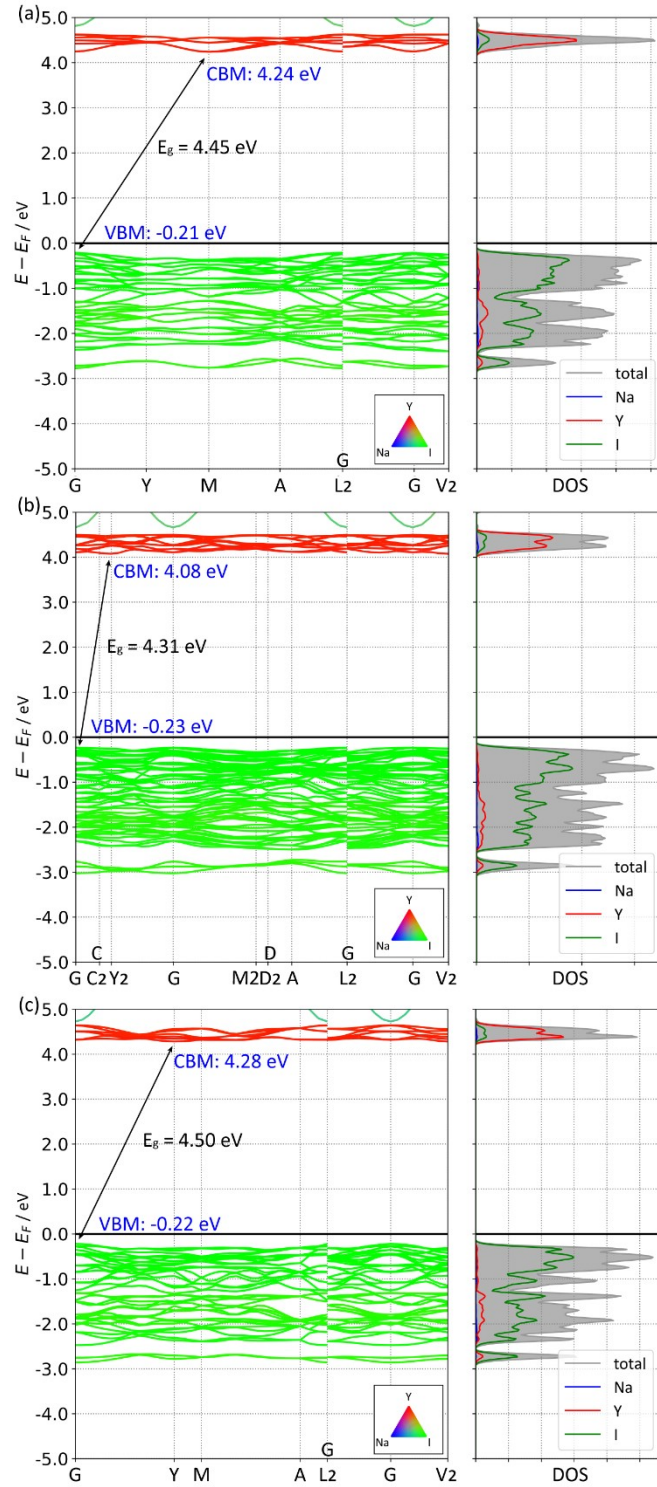 (a)
5.0
4.0
3.0
2.0
1.0
0.0
-1.0
-2.0
-3.0
-4.0
-5.0
E − EF / eV
CBM: 4.24 eV
Eg = 4.45 eV
VBM: -0.21 eV
Y
Na I
G
G Y M A L2 G V2
total
Na
Y
I
DOS
(b)
5.0
4.0
3.0
2.0
1.0
0.0
-1.0
-2.0
-3.0
-4.0
-5.0
E − EF / eV
CBM: 4.08 eV
Eg = 4.31 eV
VBM: -0.23 eV
Y
Na I
C D G
G C2 Y2 G M2 D2 A L2 G V2
total
Na
Y
I
DOS
(c)
5.0
4.0
3.0
2.0
1.0
0.0
-1.0
-2.0
-3.0
-4.0
-5.0
E − EF / eV
CBM: 4.28 eV
Eg = 4.50 eV
VBM: -0.22 eV
Y
Na I
G
G Y M A L2 G V2
total
Na
Y
I
DOS